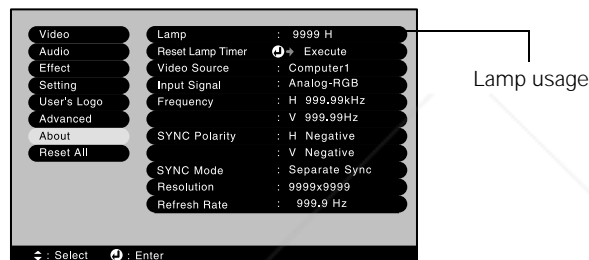 Video
Audio
Effect
Setting
User's Logo
Advanced
About
Reset All
Lamp : 9999 H
Reset Lamp Timer Execute
Video Source : Computer1
Input Signal : Analog-RGB
Frequency : H 999.99kHz
: V 999.99Hz
SYNC Polarity : H Negative
: V Negative
SYNC Mode : Separate Sync
Resolution : 9999x9999
Refresh Rate : 999.9 Hz
: Select : Enter
Lamp usage